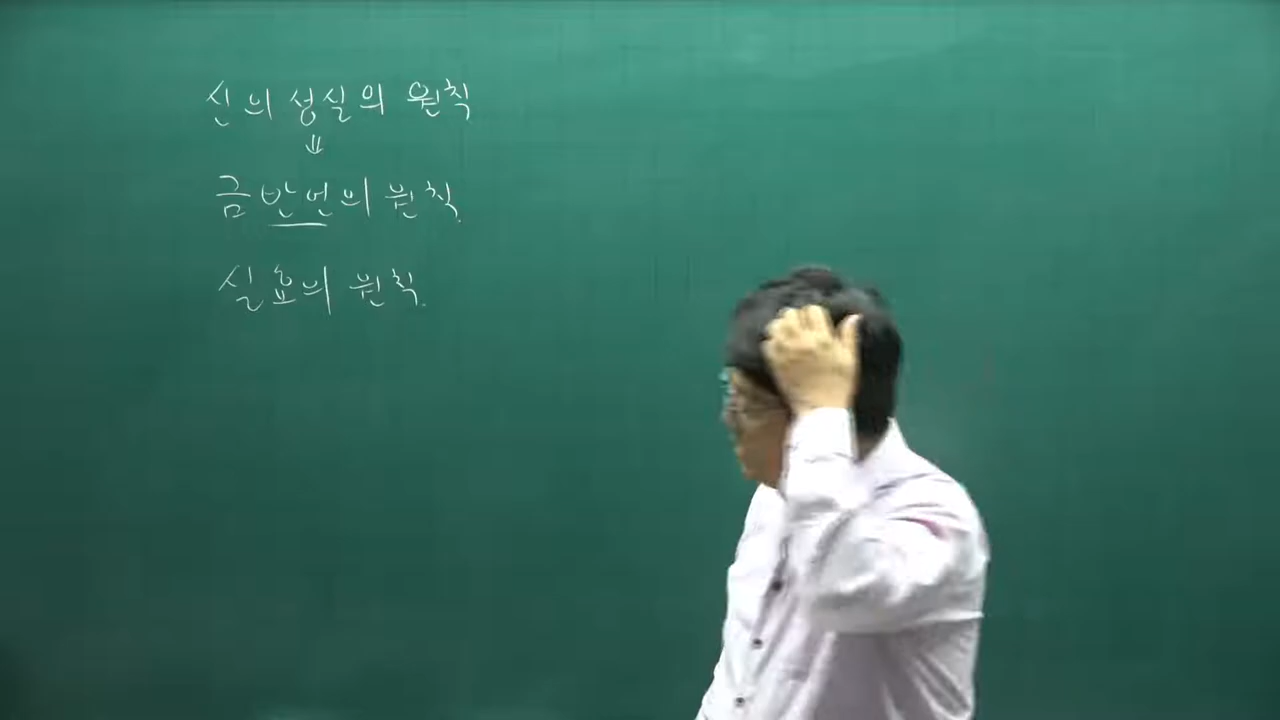 신의 성실의 원칙
⇓
금반언의 원칙.
실효의 원칙.